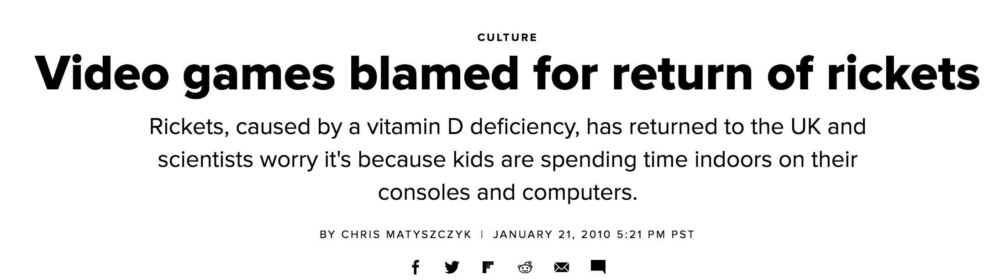 CULTURE
Video games blamed for return of rickets
Rickets, caused by a vitamin D deficiency, has returned to the UK and
scientists worry it's because kids are spending time indoors on their
consoles and computers.
BY CHRIS MATYSZCZYK | JANUARY 21, 2010 5:21 PM PST